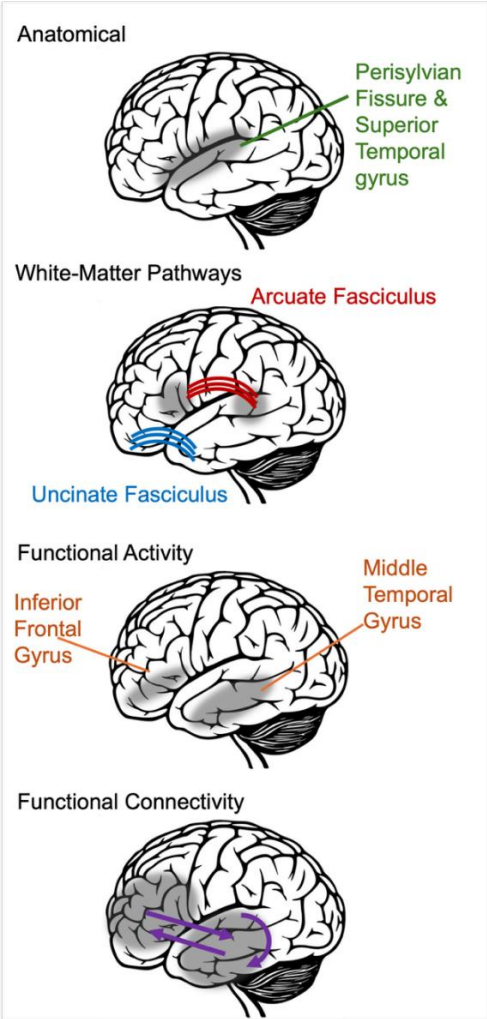 Anatomical
Perisylvian
Fissure &
Superior
Temporal
gyrus
White-Matter Pathways
Arcuate Fasciculus
Uncinate Fasciculus
Functional Activity
Middle
Temporal
Gyrus
Inferior
Frontal
Gyrus
Functional Connectivity